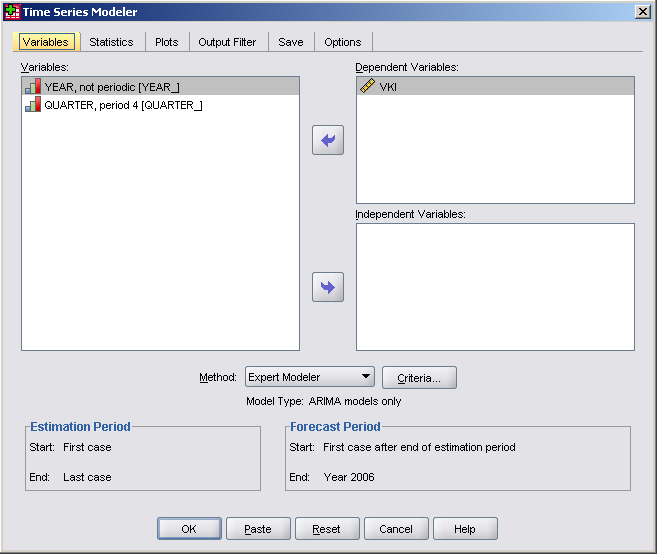 Time Series Modeler
Variables Statistics Plots Output Filter Save Options
Variables:
YEAR, not periodic [YEAR_]
QUARTER, period 4 [QUARTER_]
Dependent Variables:
VKI
Independent Variables:
Method: Expert Modeler Criteria...
Model Type: ARIMA models only
Estimation Period
Start: First case
End: Last case
Forecast Period
Start: First case after end of estimation period
End: Year 2006
OK Paste Reset Cancel Help